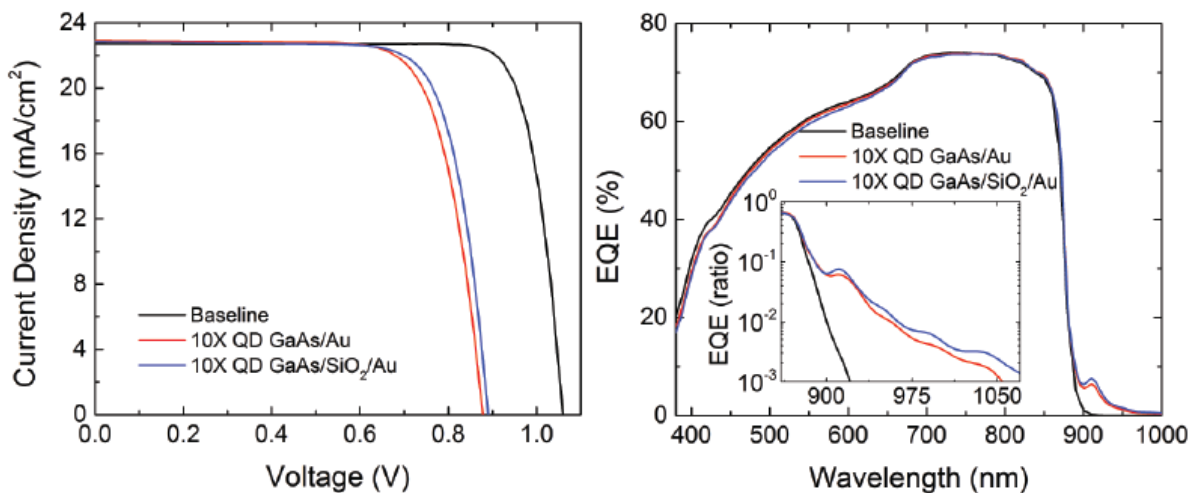 24
20
16
12
8
4
0
Current Density (mA/cm²)
Baseline
10X QD GaAs/Au
10X QD GaAs/SiO₂/Au
0.0 0.2 0.4 0.6 0.8 1.0
Voltage (V)
80
60
40
20
0
EQE (%)
Baseline
10X QD GaAs/Au
10X QD GaAs/SiO₂/Au
10⁰
10⁻¹
10⁻²
10⁻³
EQE (ratio)
900 975 1050
400 500 600 700 800 900 1000
Wavelength (nm)